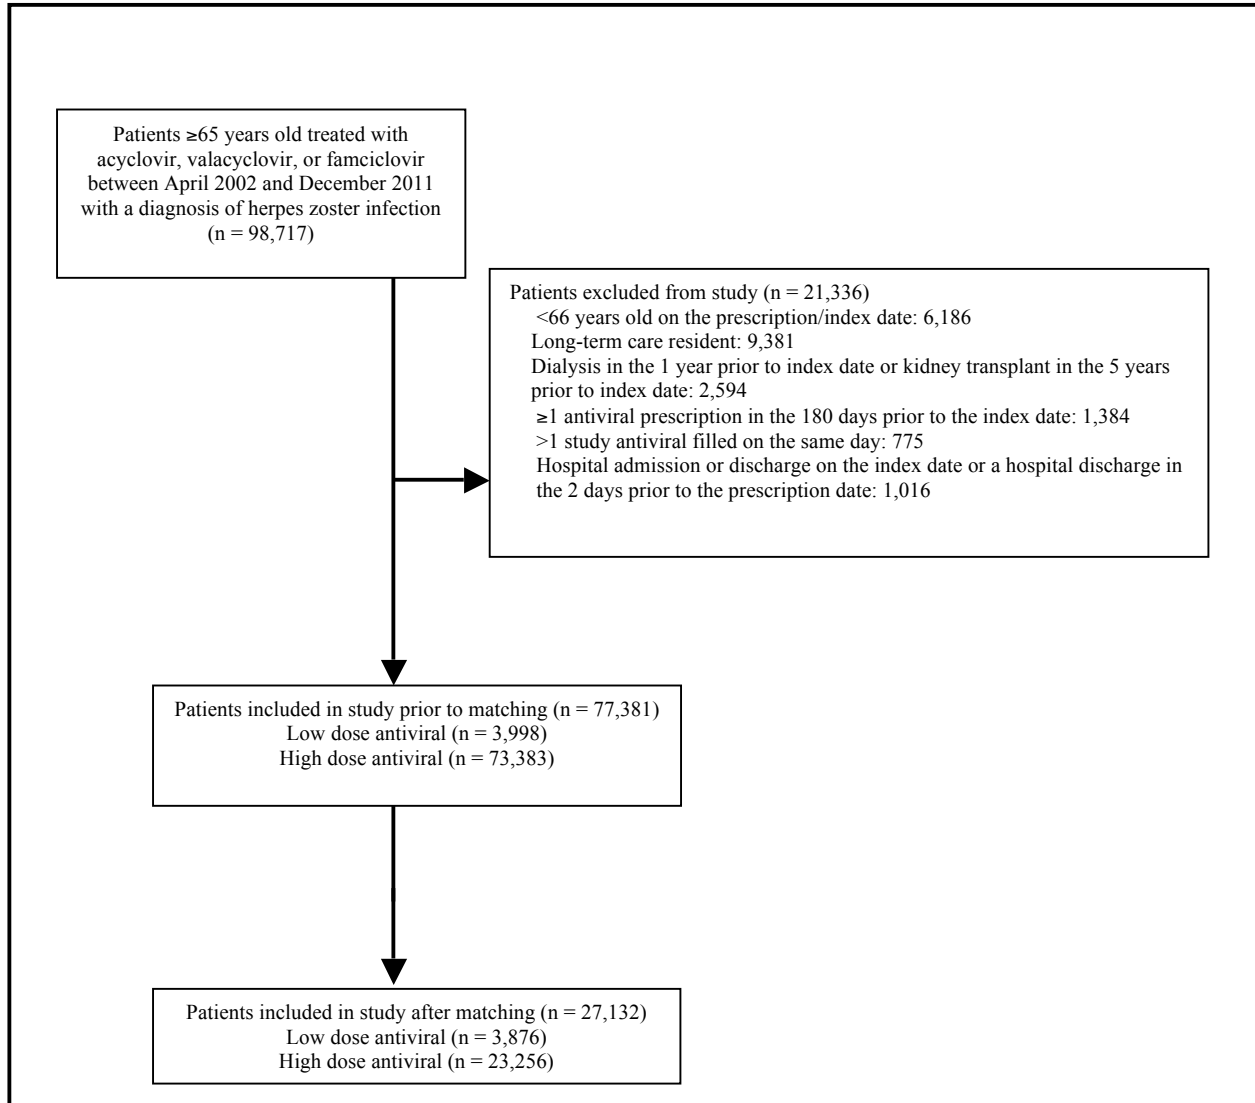 Patients ≥65 years old treated with
acyclovir, valacyclovir, or famciclovir
between April 2002 and December 2011
with a diagnosis of herpes zoster infection
(n = 98,717)
Patients excluded from study (n = 21,336)
<66 years old on the prescription/index date: 6,186
Long-term care resident: 9,381
Dialysis in the 1 year prior to index date or kidney transplant in the 5 years
prior to index date: 2,594
≥1 antiviral prescription in the 180 days prior to the index date: 1,384
>1 study antiviral filled on the same day: 775
Hospital admission or discharge on the index date or a hospital discharge in
the 2 days prior to the prescription date: 1,016
Patients included in study prior to matching (n = 77,381)
Low dose antiviral (n = 3,998)
High dose antiviral (n = 73,383)
Patients included in study after matching (n = 27,132)
Low dose antiviral (n = 3,876)
High dose antiviral (n = 23,256)